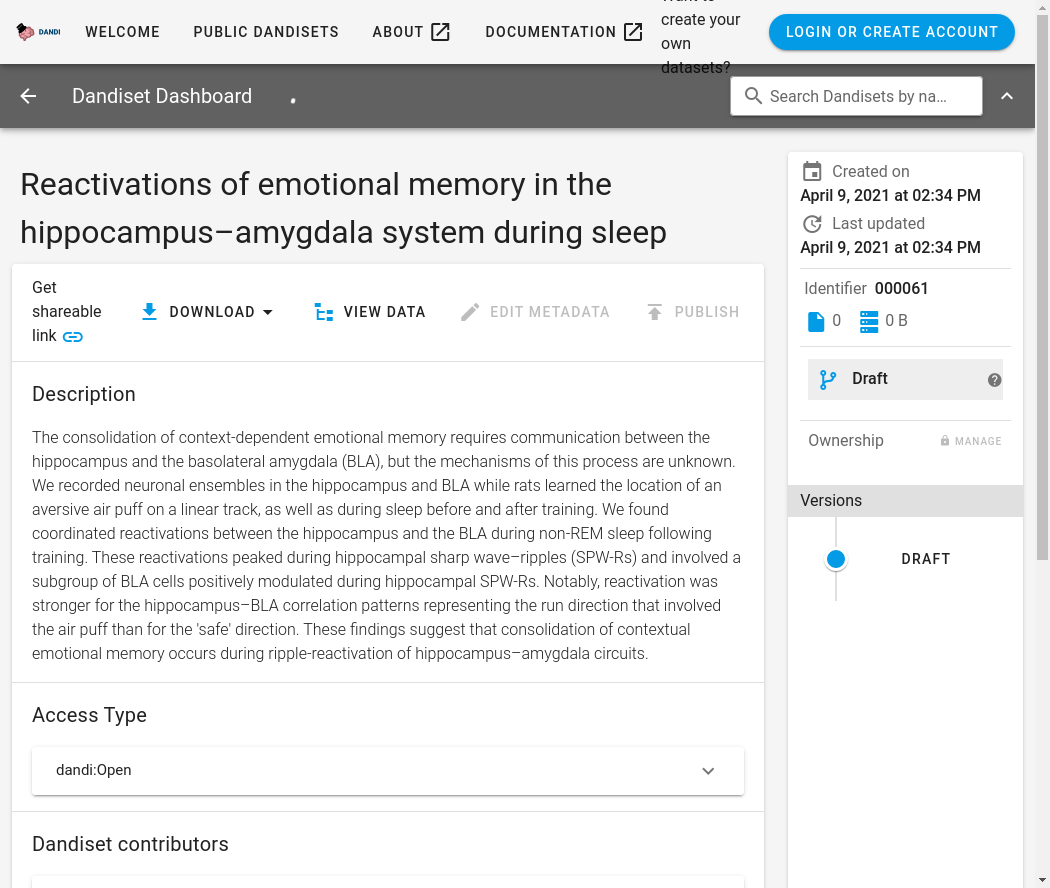 DANDI
WELCOME
PUBLIC DANDISETS
ABOUT
DOCUMENTATION
create your
own
datasets?
LOGIN OR CREATE ACCOUNT
Dandiset Dashboard
Search Dandisets by na...
Reactivations of emotional memory in the
hippocampus–amygdala system during sleep
Get
shareable
link
DOWNLOAD
VIEW DATA
EDIT METADATA
PUBLISH
Description
The consolidation of context-dependent emotional memory requires communication between the
hippocampus and the basolateral amygdala (BLA), but the mechanisms of this process are unknown.
We recorded neuronal ensembles in the hippocampus and BLA while rats learned the location of an
aversive air puff on a linear track, as well as during sleep before and after training. We found
coordinated reactivations between the hippocampus and the BLA during non-REM sleep following
training. These reactivations peaked during hippocampal sharp wave–ripples (SPW-Rs) and involved a
subgroup of BLA cells positively modulated during hippocampal SPW-Rs. Notably, reactivation was
stronger for the hippocampus–BLA correlation patterns representing the run direction that involved
the air puff than for the 'safe' direction. These findings suggest that consolidation of contextual
emotional memory occurs during ripple-reactivation of hippocampus–amygdala circuits.
Access Type
dandi:Open
Dandiset contributors
Created on
April 9, 2021 at 02:34 PM
Last updated
April 9, 2021 at 02:34 PM
Identifier 000061
0
0 B
Draft
Ownership
MANAGE
Versions
DRAFT